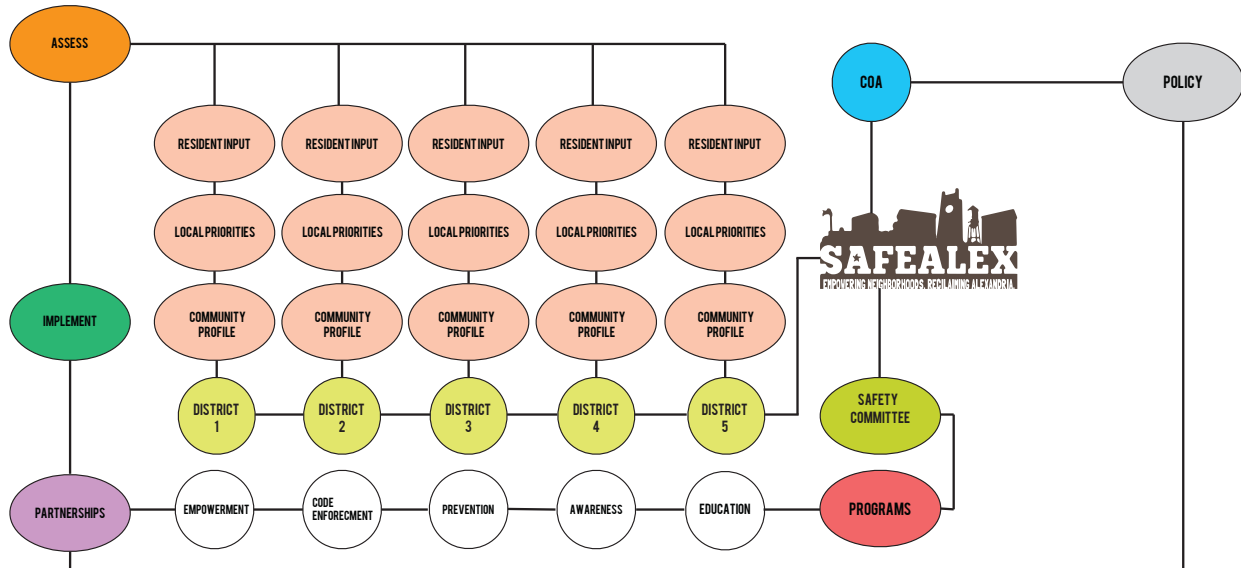 ASSESS
COA
POLICY
RESIDENT INPUT
RESIDENT INPUT
RESIDENT INPUT
RESIDENT INPUT
RESIDENT INPUT
LOCAL PRIORITIES
LOCAL PRIORITIES
LOCAL PRIORITIES
LOCAL PRIORITIES
LOCAL PRIORITIES
SAFEALEX
EMPOWERING NEIGHBORHOODS. RECLAIMING ALEXANDRIA.
IMPLEMENT
COMMUNITY
PROFILE
COMMUNITY
PROFILE
COMMUNITY
PROFILE
COMMUNITY
PROFILE
COMMUNITY
PROFILE
DISTRICT
1
DISTRICT
2
DISTRICT
3
DISTRICT
4
DISTRICT
5
SAFETY
COMMITTEE
PARTNERSHIPS
EMPOWERMENT
CODE
ENFORECMENT
PREVENTION
AWARENESS
EDUCATION
PROGRAMS